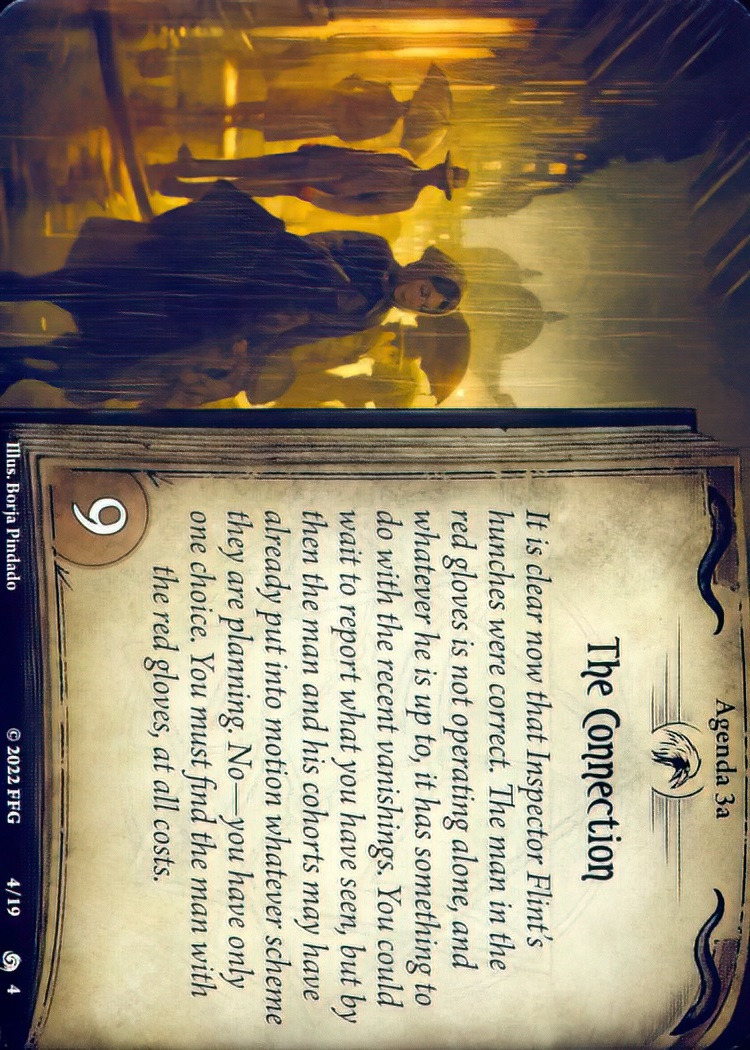 Agenda 3a
The Connection
It is clear now that Inspector Flint's
hunches were correct. The man in the
red gloves is not operating alone, and
whatever he is up to, it has something to
do with the recent vanishings. You could
wait to report what you have seen, but by
then the man and his cohorts may have
already put into motion whatever scheme
they are planning. No—you have only
one choice. You must find the man with
the red gloves, at all costs.
9
Illus. Borja Pindado © 2022 FFG 4/19 4